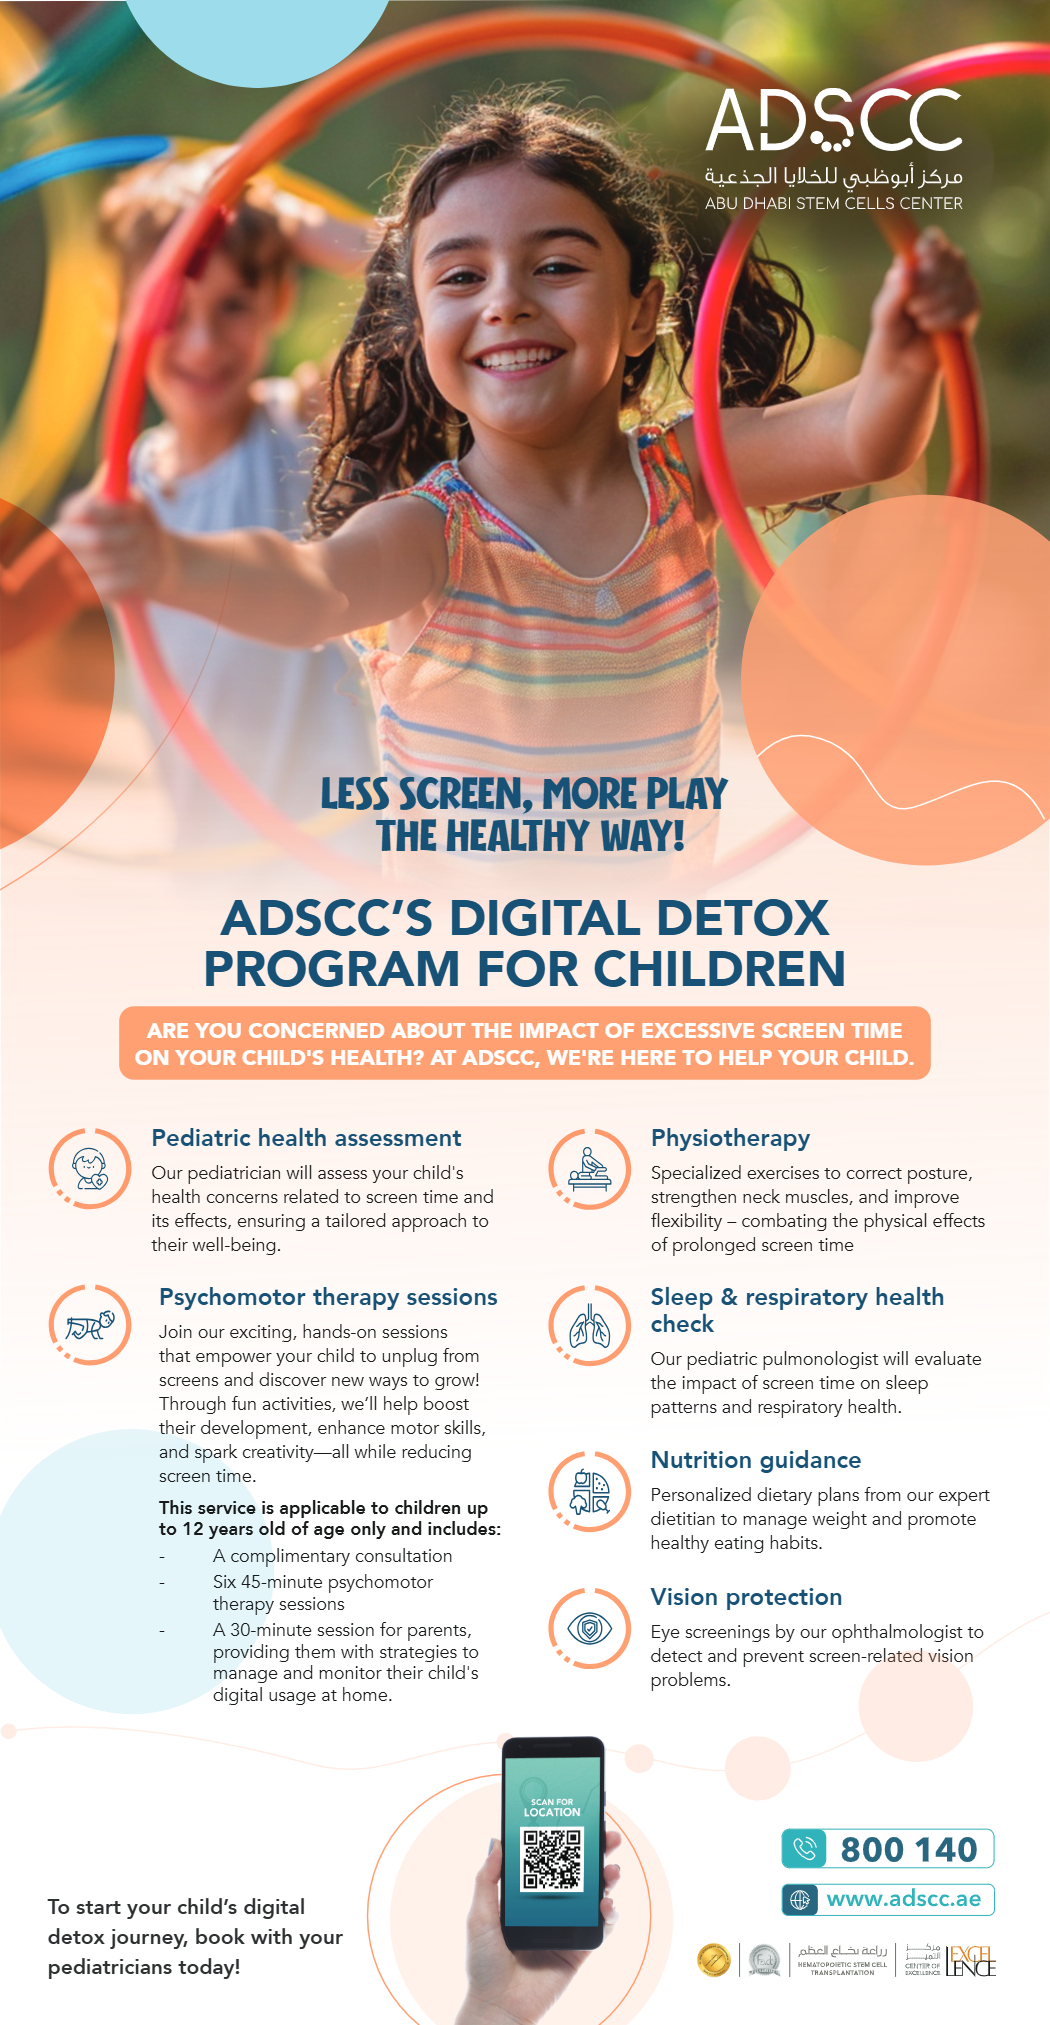 ADSCC
مركز أبوظبي للخلايا الجذعية
ABU DHABI STEM CELLS CENTER
LESS SCREEN, MORE PLAY
THE HEALTHY WAY!
ADSCC'S DIGITAL DETOX
PROGRAM FOR CHILDREN
ARE YOU CONCERNED ABOUT THE IMPACT OF EXCESSIVE SCREEN TIME
ON YOUR CHILD'S HEALTH? AT ADSCC, WE'RE HERE TO HELP YOUR CHILD.
Pediatric health assessment
Our pediatrician will assess your child's
health concerns related to screen time and
its effects, ensuring a tailored approach to
their well-being.
Psychomotor therapy sessions
Join our exciting, hands-on sessions
that empower your child to unplug from
screens and discover new ways to grow!
Through fun activities, we'll help boost
their development, enhance motor skills,
and spark creativity—all while reducing
screen time.
This service is applicable to children up
to 12 years old of age only and includes:
- A complimentary consultation
- Six 45-minute psychomotor
therapy sessions
- A 30-minute session for parents,
providing them with strategies to
manage and monitor their child's
digital usage at home.
Physiotherapy
Specialized exercises to correct posture,
strengthen neck muscles, and improve
flexibility – combating the physical effects
of prolonged screen time
Sleep & respiratory health
check
Our pediatric pulmonologist will evaluate
the impact of screen time on sleep
patterns and respiratory health.
Nutrition guidance
Personalized dietary plans from our expert
dietitian to manage weight and promote
healthy eating habits.
Vision protection
Eye screenings by our ophthalmologist to
detect and prevent screen-related vision
problems.
To start your child's digital
detox journey, book with your
pediatricians today!
SCAN FOR
LOCATION
800 140
www.adscc.ae
زراعة نخاع العظم
HEMATOPOIETIC STEM CELL
TRANSPLANTATION
مركز
التميز
CENTER OF
EXCELLENCE
EXCEL
LENCE